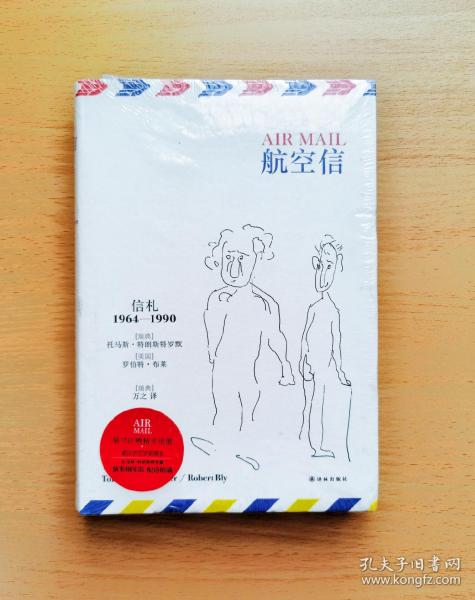 AIR MAIL
航空信
信札
1964—1990
[瑞典]
托马斯·特朗斯特罗默
[美国]
罗伯特·布莱
[瑞典]
万之 译
AIR
MAIL
/ Robert Bly
译林出版社
孔夫子旧书网
www.kongfz.com